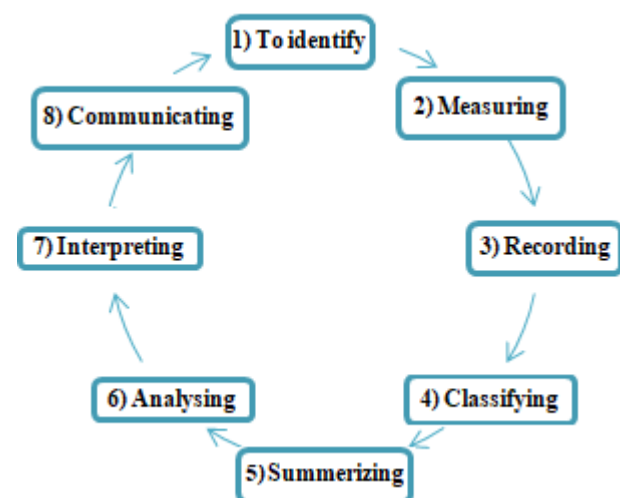 1) To identify
2) Measuring
3) Recording
4) Classifying
5) Summerizing
6) Analysing
7) Interpreting
8) Communicating